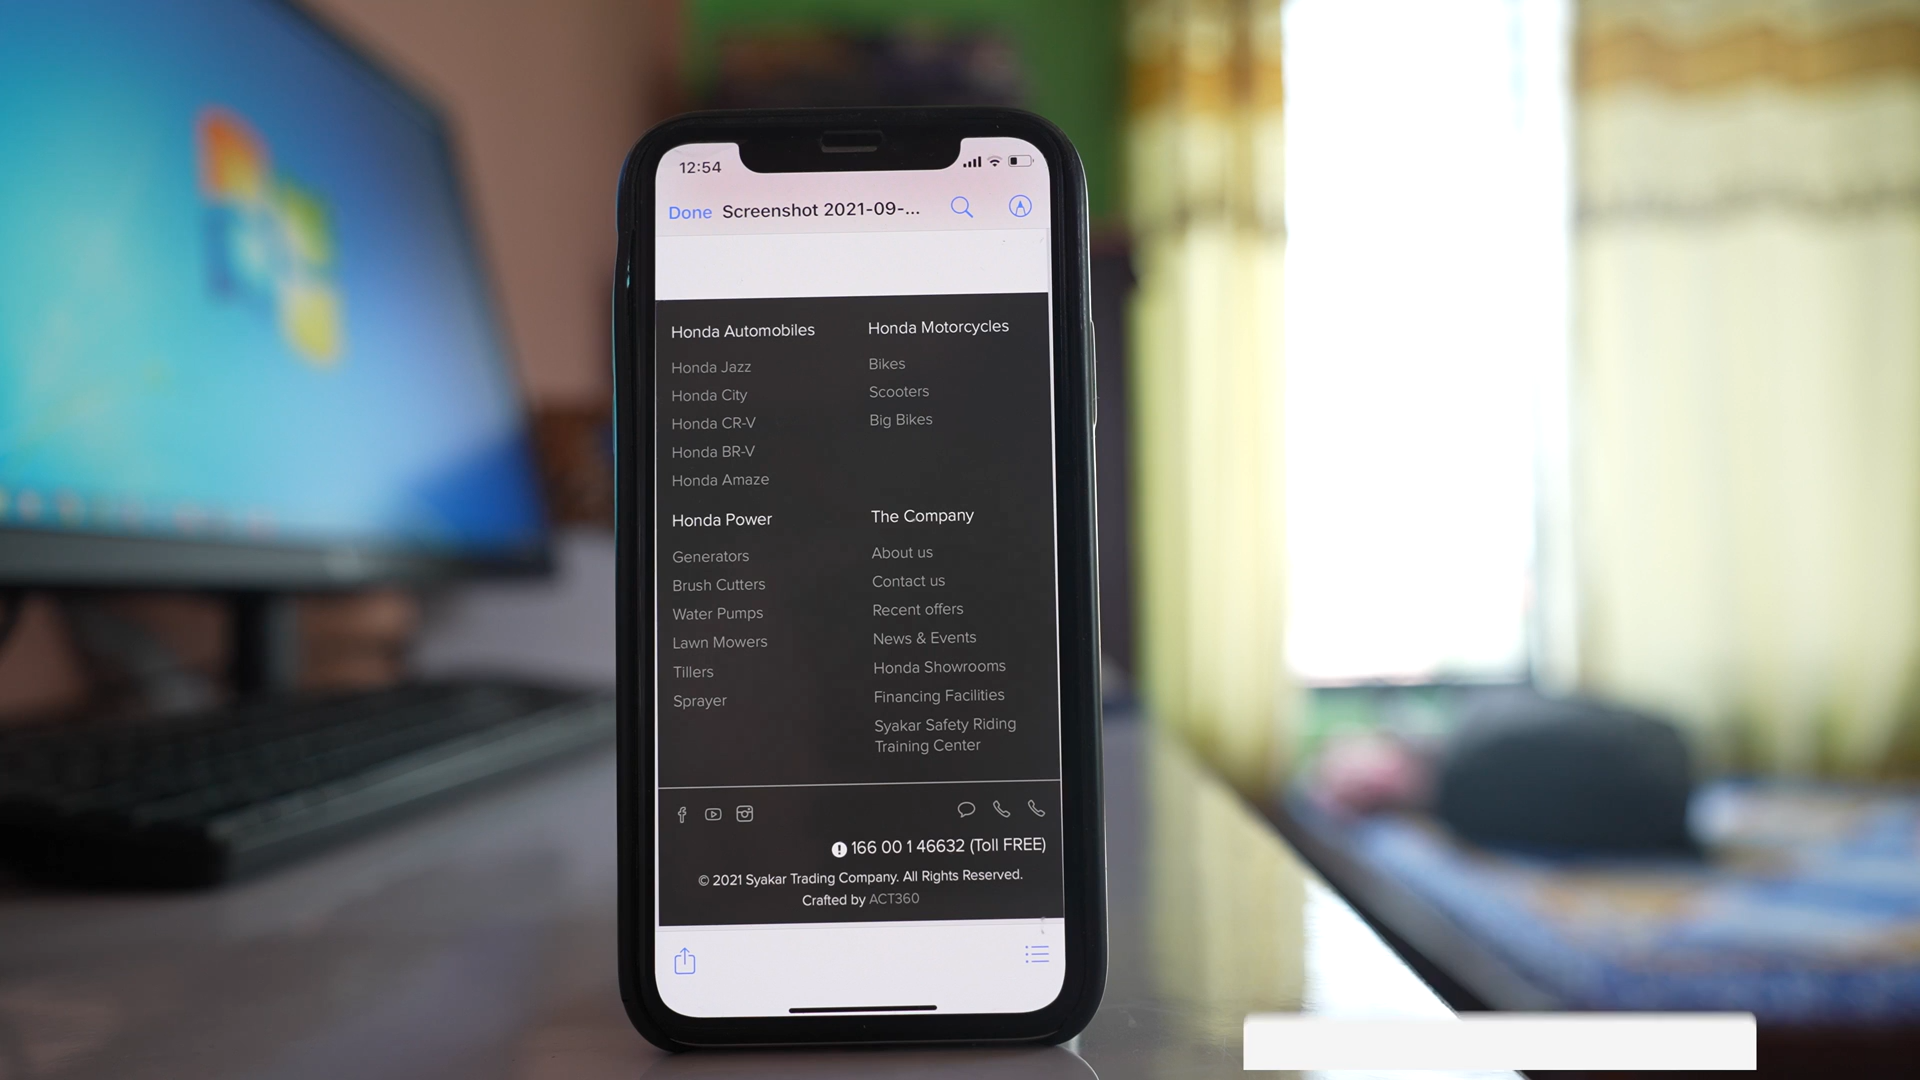 12:54
Done Screenshot 2021-09-...
Honda Automobiles
Honda Jazz
Honda City
Honda CR-V
Honda BR-V
Honda Amaze
Honda Motorcycles
Bikes
Scooters
Big Bikes
Honda Power
Generators
Brush Cutters
Water Pumps
Lawn Mowers
Tillers
Sprayer
The Company
About us
Contact us
Recent offers
News & Events
Honda Showrooms
Financing Facilities
Syakar Safety Riding
Training Center
166 00 1 46632 (Toll FREE)
© 2021 Syakar Trading Company. All Rights Reserved.
Crafted by ACT360